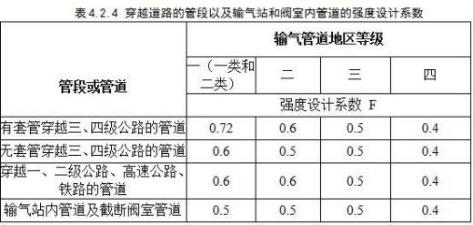 表4.2.4 穿越道路的管段以及输气站和阀室内管道的强度设计系数
管段或管道
输气管道地区等级
一（一类和二类） 二 三 四
强度设计系数 F
有套管穿越三、四级公路的管道 0.72 0.6 0.5 0.4
无套管穿越三、四级公路的管道 0.6 0.5 0.5 0.4
穿越一、二级公路、高速公路、
铁路的管道 0.6 0.6 0.5 0.4
输气站内管道及截断阀室管道 0.5 0.5 0.5 0.4